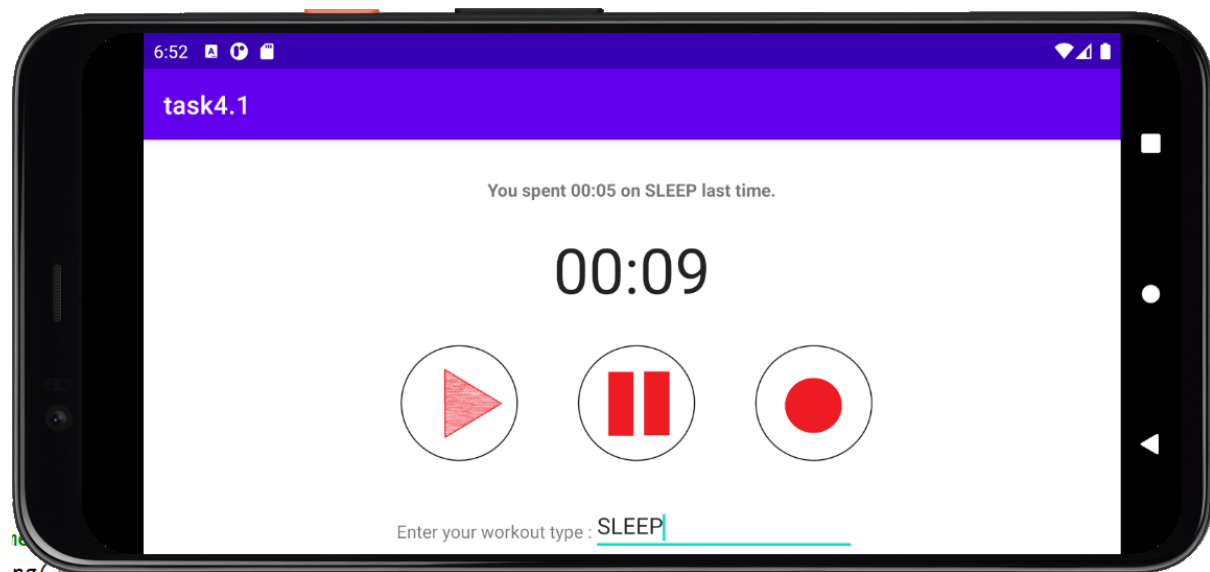 6:52
task4.1
You spent 00:05 on SLEEP last time.
00:09
Enter your workout type : SLEEP